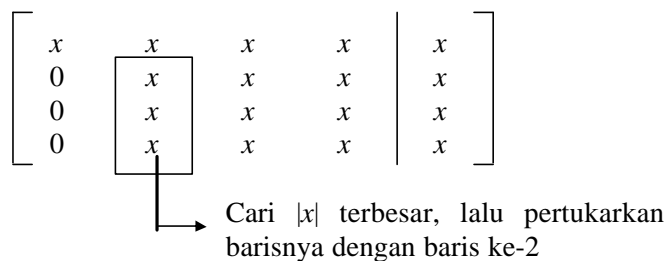 x x x x x
0 x x x x
0 x x x x
0 x x x x
Cari |x| terbesar, lalu pertukarkan
barisnya dengan baris ke-2